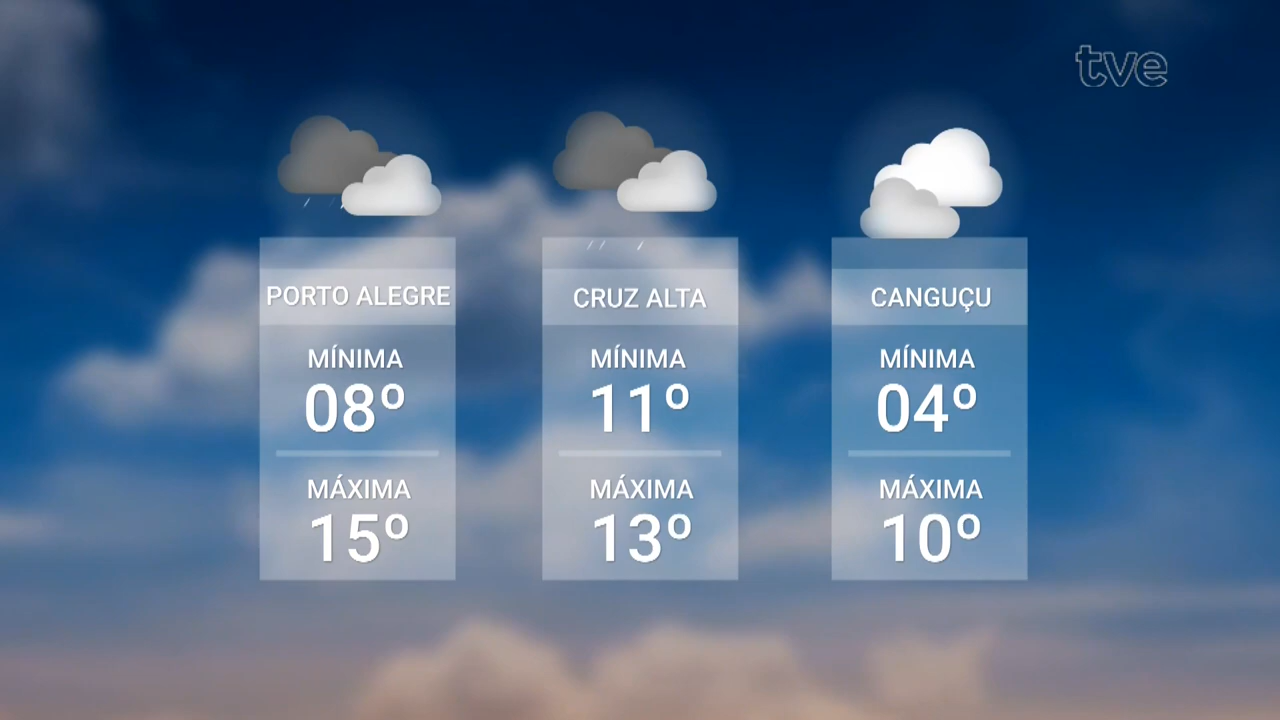 tve
PORTO ALEGRE
MÍNIMA
08º
MÁXIMA
15º
CRUZ ALTA
MÍNIMA
11º
MÁXIMA
13º
CANGUÇU
MÍNIMA
04º
MÁXIMA
10º